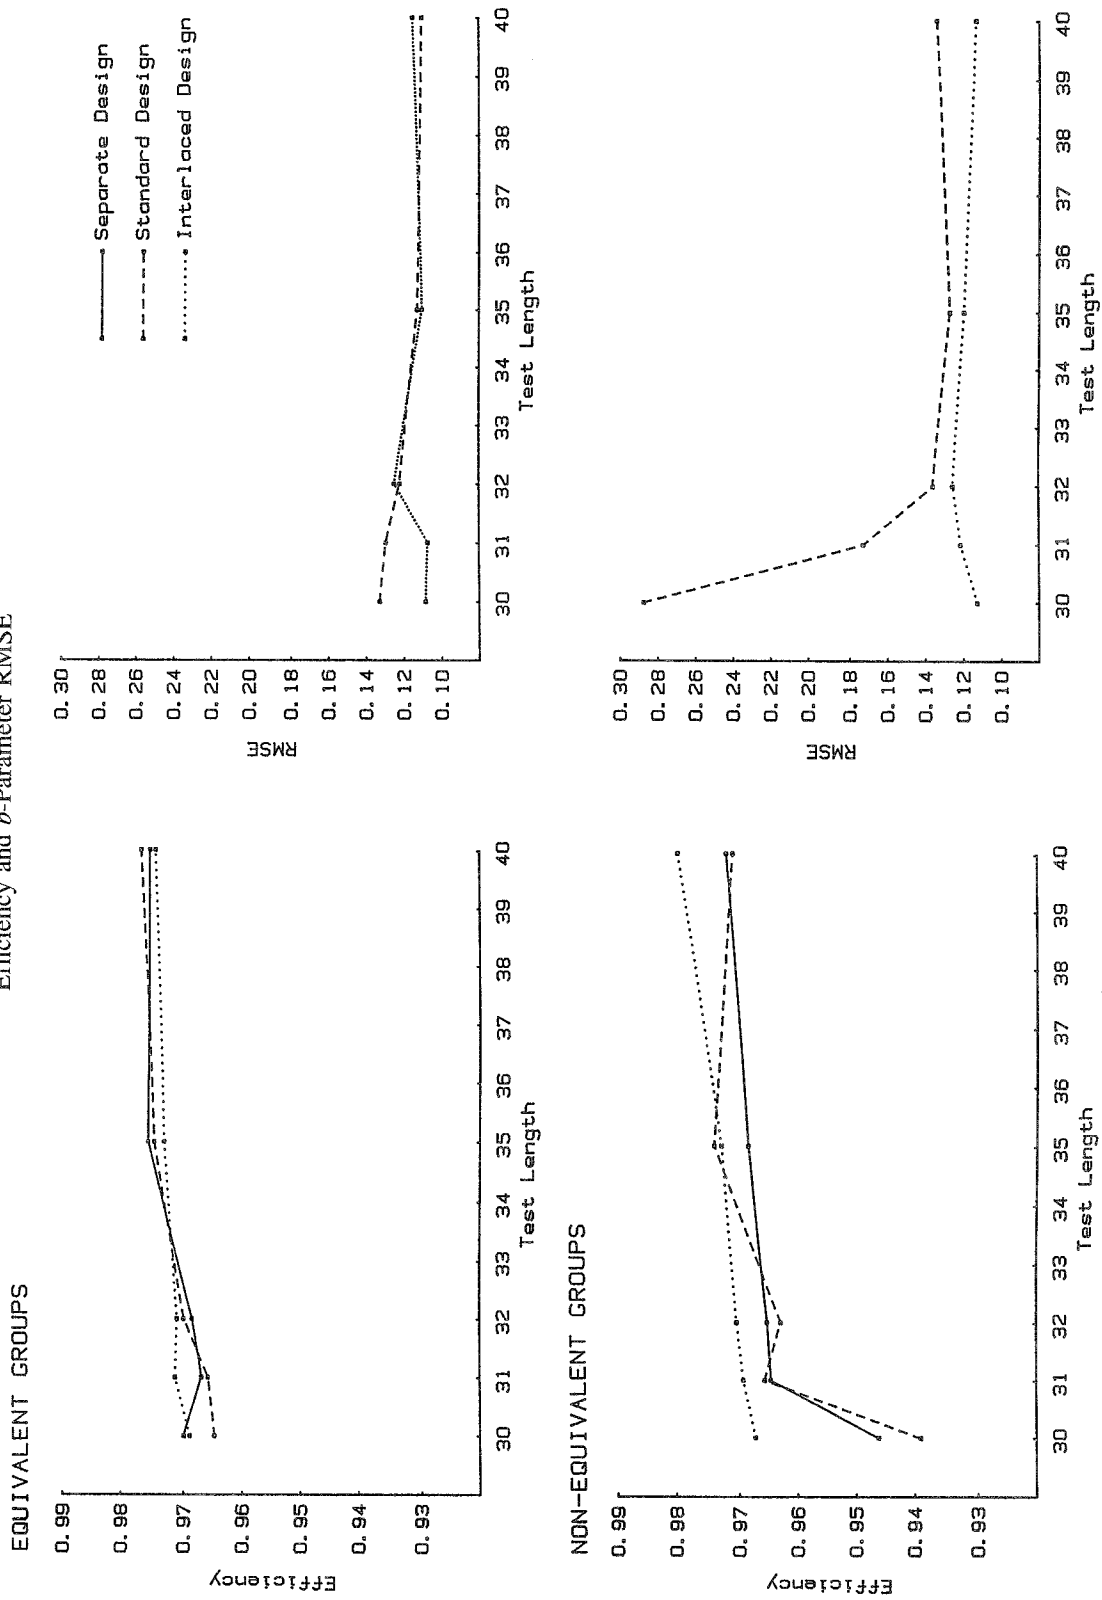 Efficiency and b-Parameter RMSE
EQUIVALENT GROUPS
Efficiency
0.99
0.98
0.97
0.96
0.95
0.94
0.93
30 31 32 33 34 35 36 37 38 39 40
Test Length
RMSE
0.30
0.28
0.26
0.24
0.22
0.20
0.18
0.16
0.14
0.12
0.10
Separate Design
Standard Design
Interlaced Design
30 31 32 33 34 35 36 37 38 39 40
Test Length
NON-EQUIVALENT GROUPS
Efficiency
0.99
0.98
0.97
0.96
0.95
0.94
0.93
30 31 32 33 34 35 36 37 38 39 40
Test Length
RMSE
0.30
0.28
0.26
0.24
0.22
0.20
0.18
0.16
0.14
0.12
0.10
30 31 32 33 34 35 36 37 38 39 40
Test Length